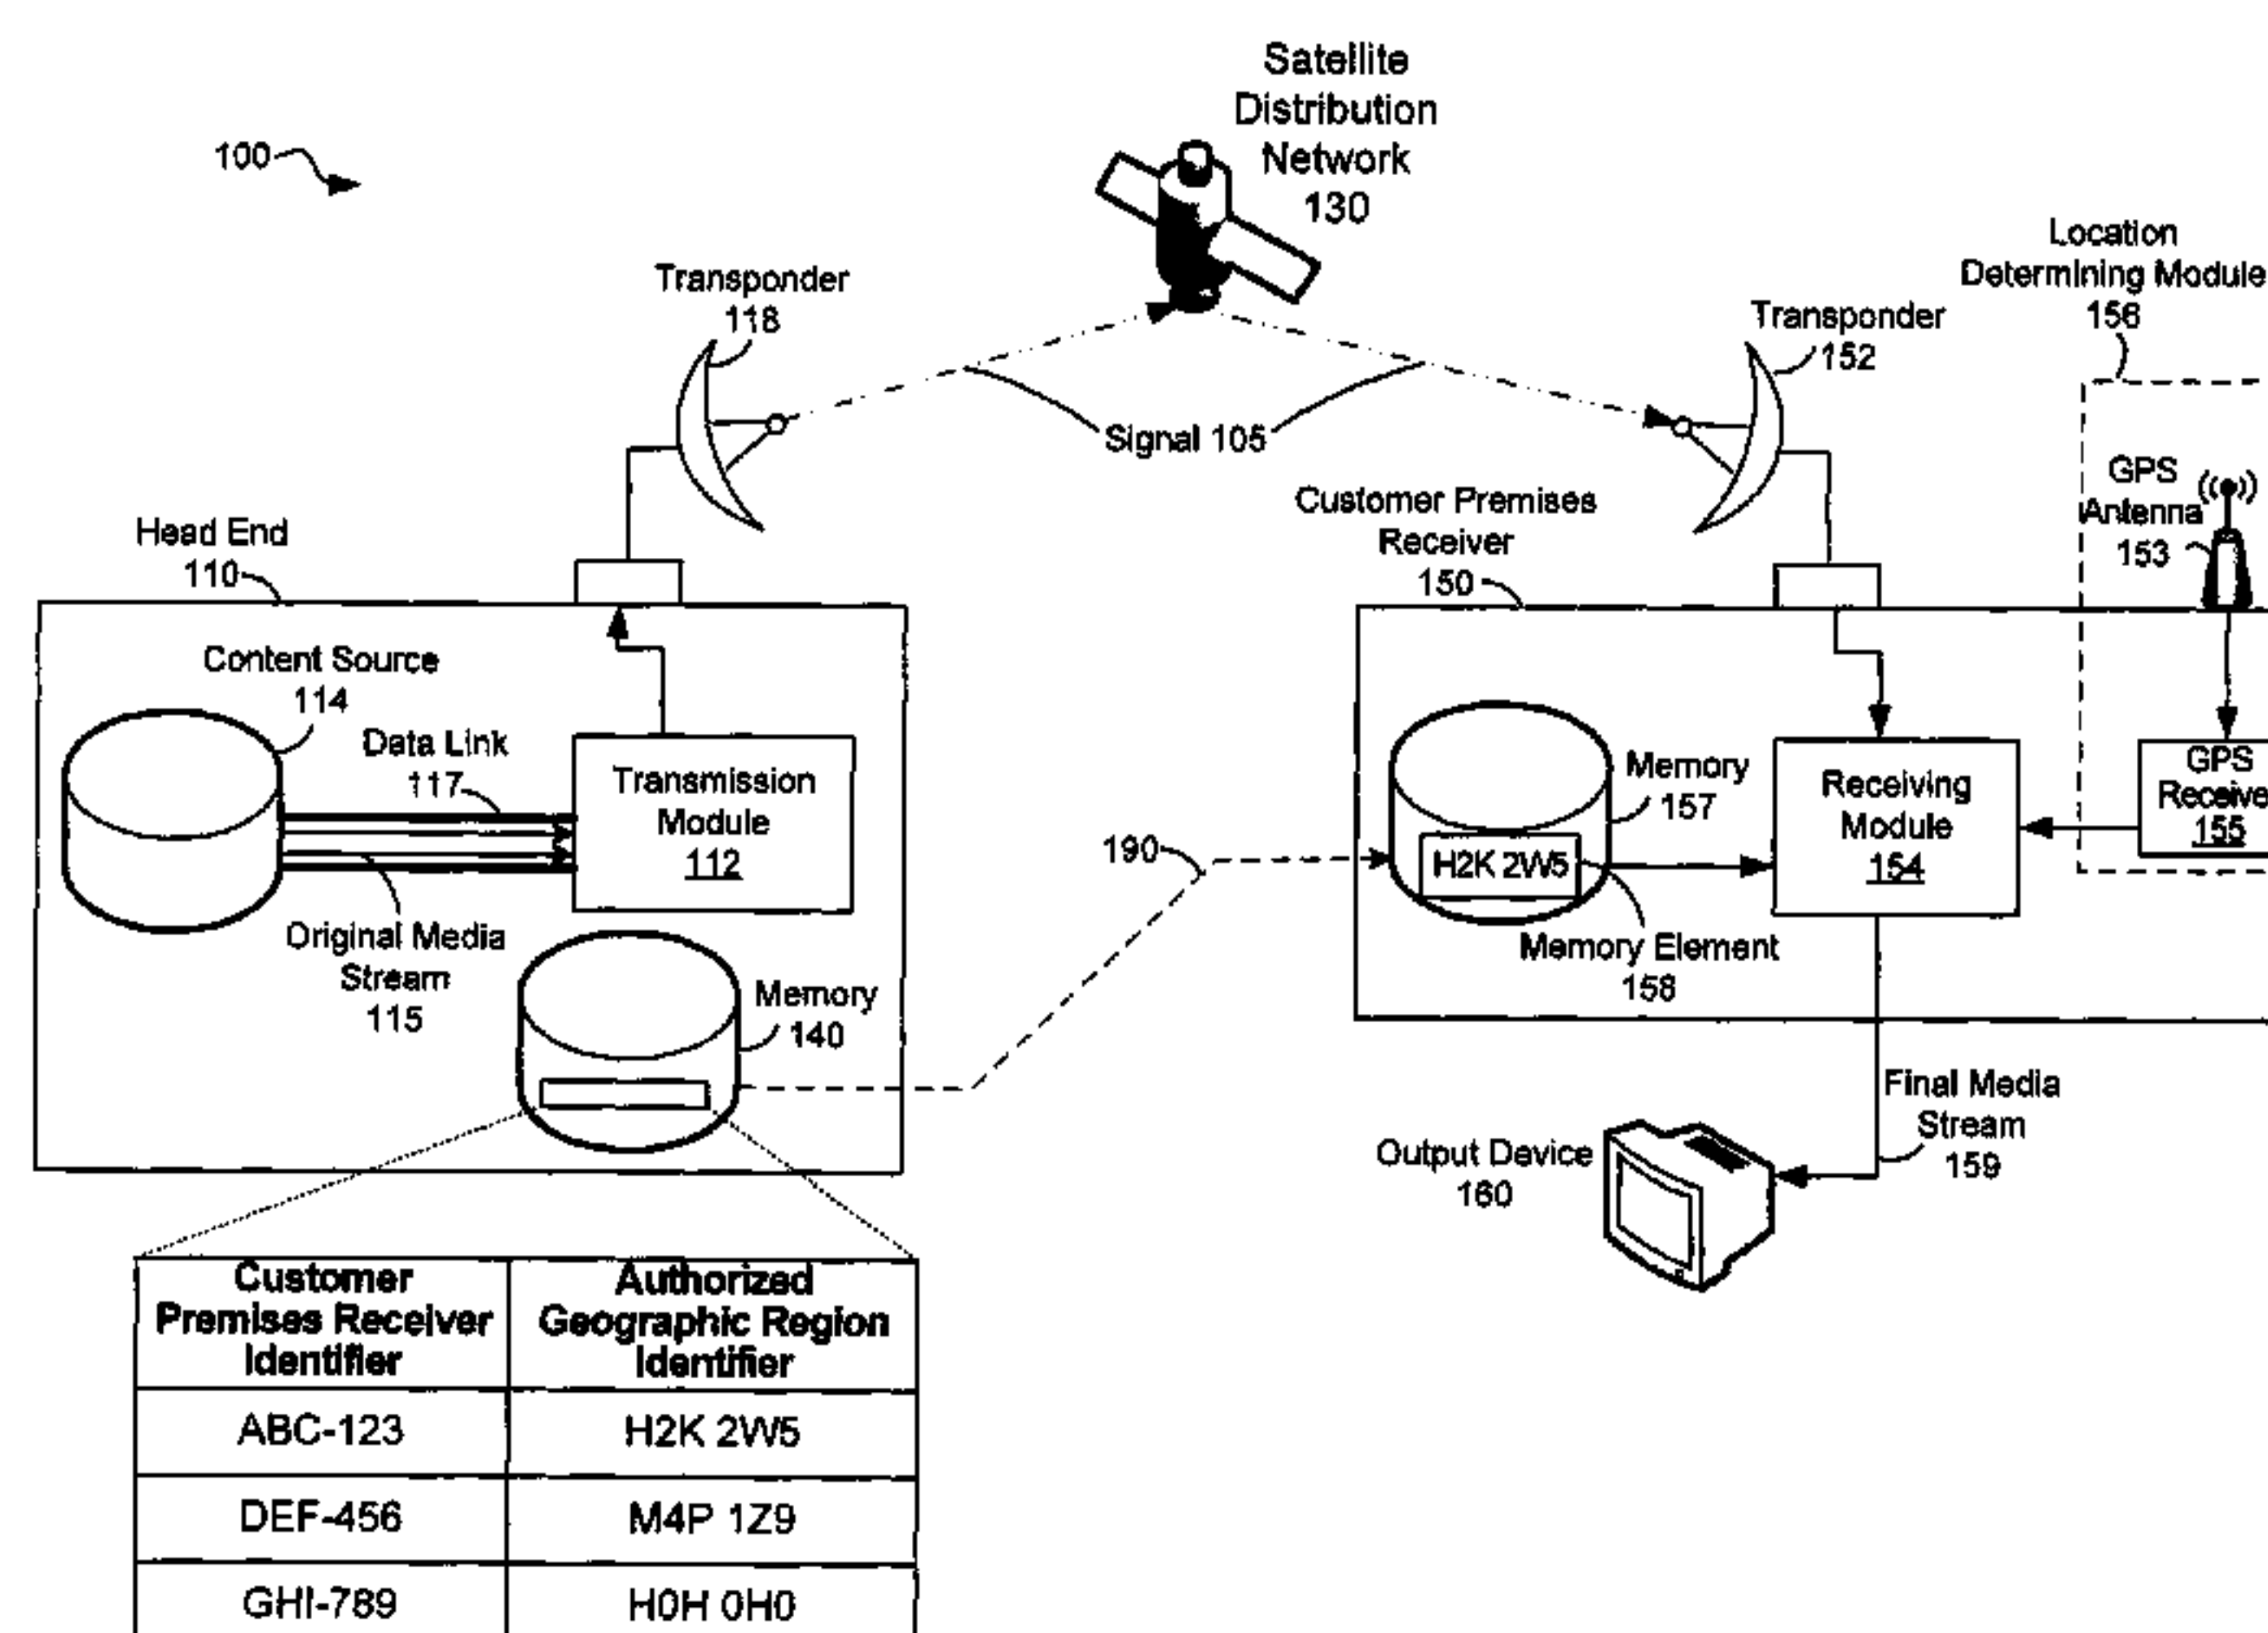 Satellite
Distribution
Network
130
100
Location
Determining Module
156
Transponder
118
Transponder
152
Signal 105
GPS
Antenna
153
Customer Premises
Receiver
150
Head End
110
Content Source
114
Data Link
117
Transmission
Module
112
Original Media
Stream
115
Memory
140
190
Memory
157
H2K 2W5
Memory Element
158
Receiving
Module
154
GPS
Receive
155
Final Media
Stream
159
Output Device
160
Customer
Premises Receiver
Identifier
Authorized
Geographic Region
Identifier
ABC-123
H2K 2W5
DEF-456
M4P 1Z9
GHI-789
H0H 0H0